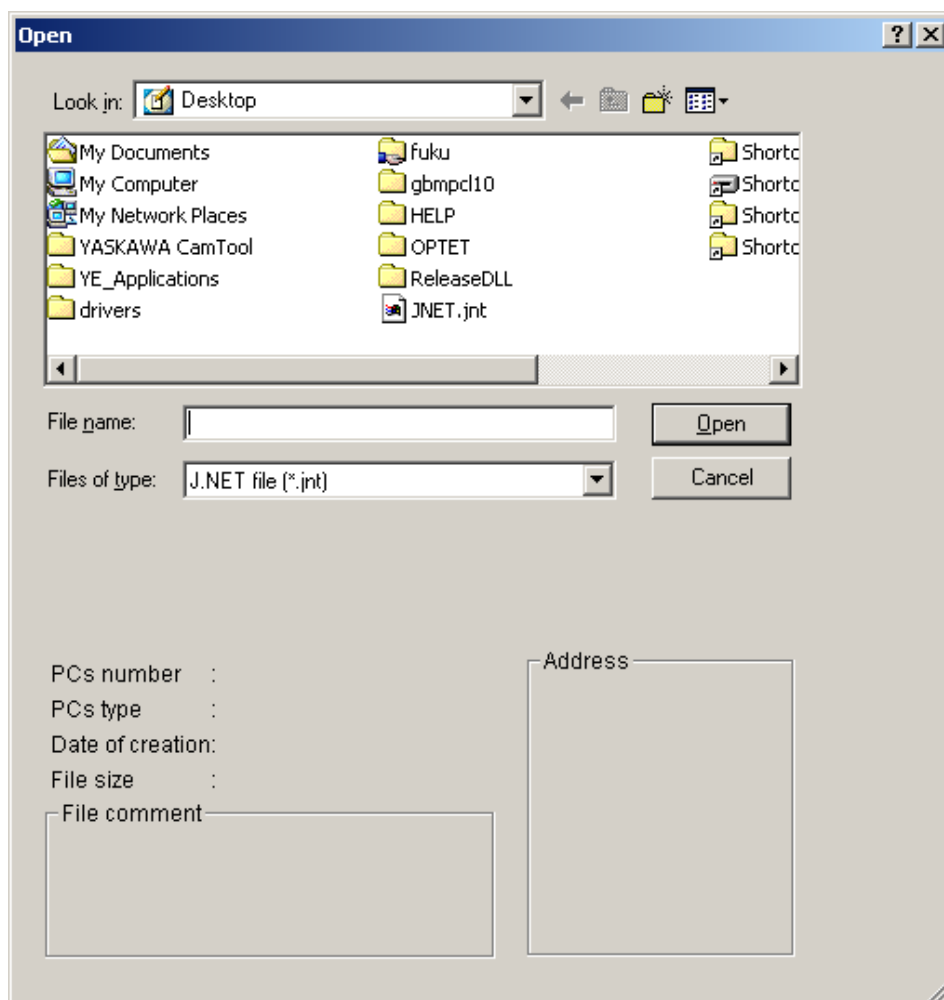 Open
Look in: Desktop
My Documents fuku Shortc
My Computer gbmpcl10 Shortc
My Network Places HELP Shortc
YASKAWA CamTool OPTET Shortc
YE_Applications ReleaseDLL
drivers JNET.jnt
File name: Open
Files of type: J.NET file (*.jnt) Cancel
Address
PCs number :
PCs type :
Date of creation:
File size :
File comment